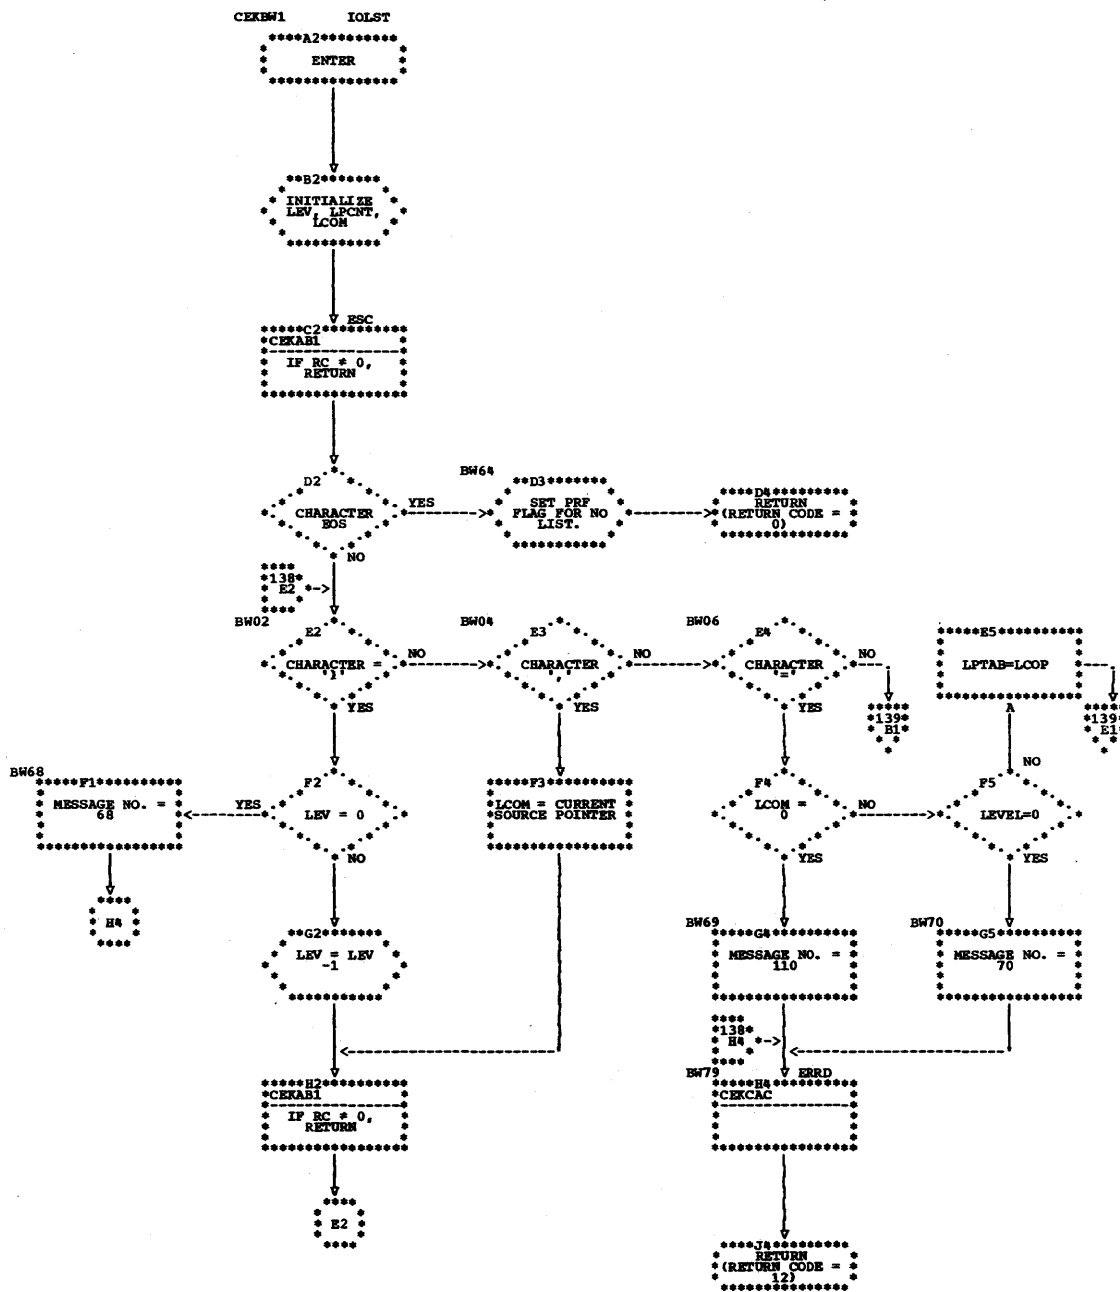 CEKBW1 IOLST
A2
ENTER
B2
INITIALIZE
LEV, LPCNT,
LCOM
ESC
C2
CEKAB1
IF RC ≠ 0,
RETURN
D2
CHARACTER
EOS
YES
NO
BW64
D3
SET PRF
FLAG FOR NO
LIST.
D4
RETURN
(RETURN CODE =
0)
138
E2
BW02
E2
CHARACTER =
')'
NO
YES
BW04
E3
CHARACTER
','
NO
YES
BW06
E4
CHARACTER
'='
NO
YES
139
B1
E5
LPTAB=LCOP
139
E1
A
NO
BW68
F1
MESSAGE NO. =
68
YES
F2
LEV = 0
NO
F3
LCOM = CURRENT
SOURCE POINTER
F4
LCOM =
0
NO
YES
F5
LEVEL=0
YES
H4
G2
LEV = LEV
-1
BW69
G4
MESSAGE NO. =
110
BW70
G5
MESSAGE NO. =
70
138
H4
H2
CEKAB1
IF RC ≠ 0,
RETURN
BW79
ERRD
H4
CEKCAC
E2
J4
RETURN
(RETURN CODE =
12)